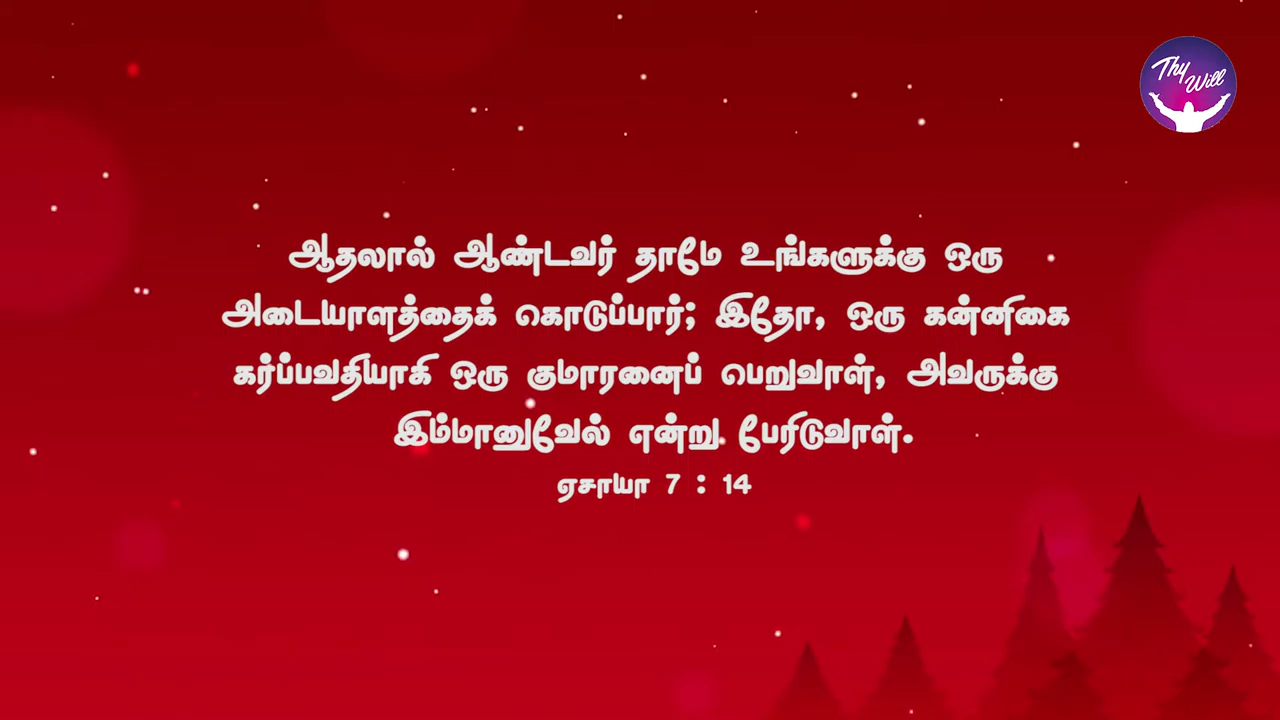 Thy Will
ஆதலால் ஆண்டவர் தாமே உங்களுக்கு ஒரு
அடையாளத்தைக் கொடுப்பார்; இதோ, ஒரு கன்னிகை
கர்ப்பவதியாகி ஒரு குமாரனைப் பெறுவாள், அவருக்கு
இம்மானுவேல் என்று பேரிடுவாள்.
ஏசாயா 7 : 14